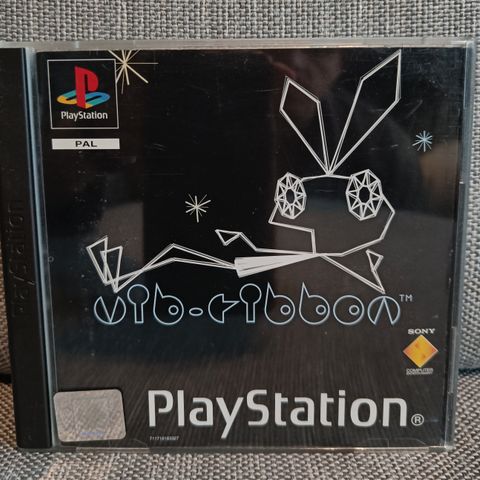 PlayStation
PAL
PlayStation
vib-ribbon™
SONY
COMPUTER
ENTERTAINMENT
PlayStation®